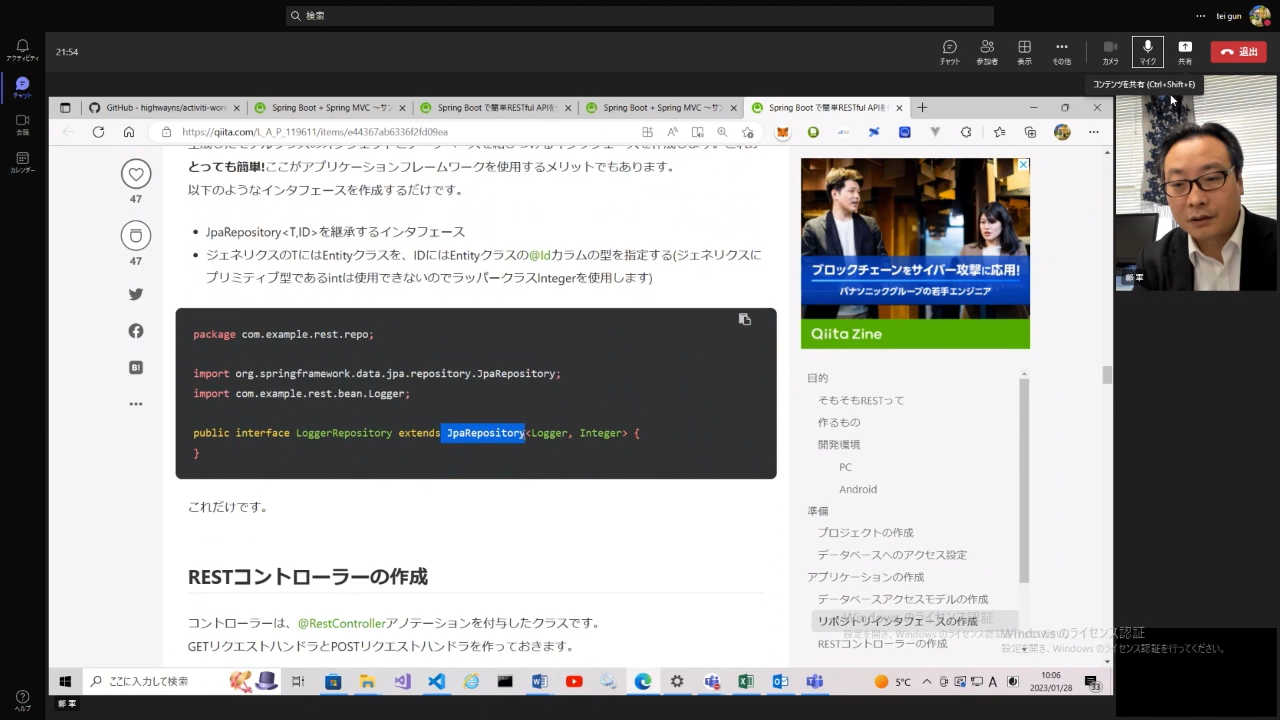 検索
tei gun
21:54
チャット
参加者
表示
その他
カメラ
マイク
共有
退出
コンテンツを共有 (Ctrl+Shift+E)
アクティビティ
チャット
会議
カレンダー
ヘルプ
GitHub - highwayns/activiti-work
Spring Boot + Spring MVC ～サン
Spring Boot で簡単RESTful APIを
Spring Boot + Spring MVC ～サン
Spring Boot で簡単RESTful APIを
https://qiita.com/L_A_P_119611/items/
とっても簡単!ここがアプリケーションフレームワークを使用するメリットでもあります。
以下のようなインタフェースを作成するだけです。
47
47
• JpaRepository<T,ID>を継承するインタフェース
• ジェネリクスのTにはEntityクラスを、IDにはEntityクラスの@Idカラムの型を指定する(ジェネリクスに
プリミティブ型であるintは使用できないのでラッパークラスIntegerを使用します)
package com.example.rest.repo;
import org.springframework.data.jpa.repository.JpaRepository;
import com.example.rest.bean.Logger;
public interface LoggerRepository extends JpaRepository<Logger, Integer> {
}
これだけです。
RESTコントローラーの作成
コントローラーは、@RestControllerアノテーションを付与したクラスです。
GETリクエストハンドラとPOSTリクエストハンドラを作っておきます。
B!
ブロックチェーンをサイバー攻撃に応用!
パナソニックグループの若手エンジニア
Qiita Zine
目的
そもそもRESTって
作るもの
開発環境
PC
Android
準備
プロジェクトの作成
データベースへのアクセス設定
アプリケーションの作成
データベースアクセスモデルの作成
リポジトリインタフェースの作成
RESTコントローラーの作成
Windows のライセンス認証
設定を開き、Windows のライセンス認証を行ってください。
鄭 軍
ここに入力して検索
5°C
A
10:06
2023/01/28
33
鄭 軍